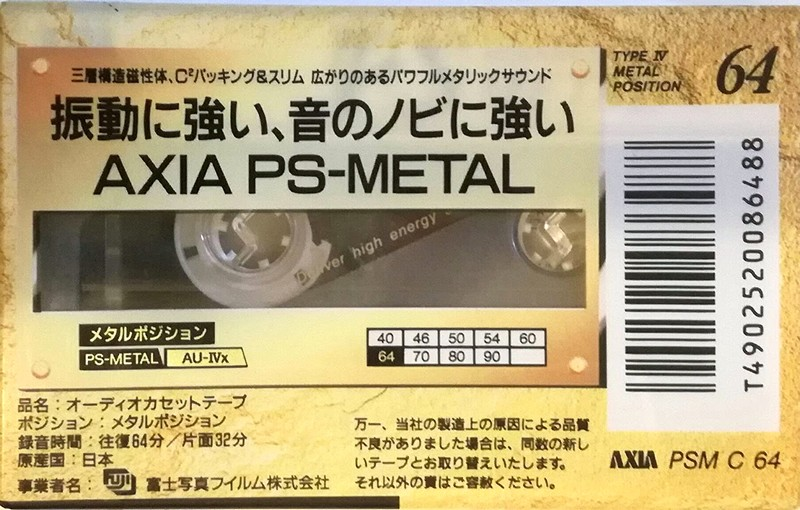 三層構造磁性体、C²バッキング&スリム 広がりのあるパワフルメタリックサウンド
振動に強い、音のノビに強い
AXIA PS-METAL
TYPE IV
METAL
POSITION
64
ver high energy
メタルポジション
PS-METAL AU-IVx
40 46 50 54 60
64 70 80 90
T4902520086488
品名：オーディオカセットテープ
ポジション：メタルポジション
録音時間：往復64分／片面32分
原産国：日本
事業者名： FUJI 富士写真フイルム株式会社
万一、当社の製造上の原因による品質
不良がありました場合は、同数の新し
いテープとお取り替えいたします。
それ以外の責はご容赦ください。
AXIA PSM C 64